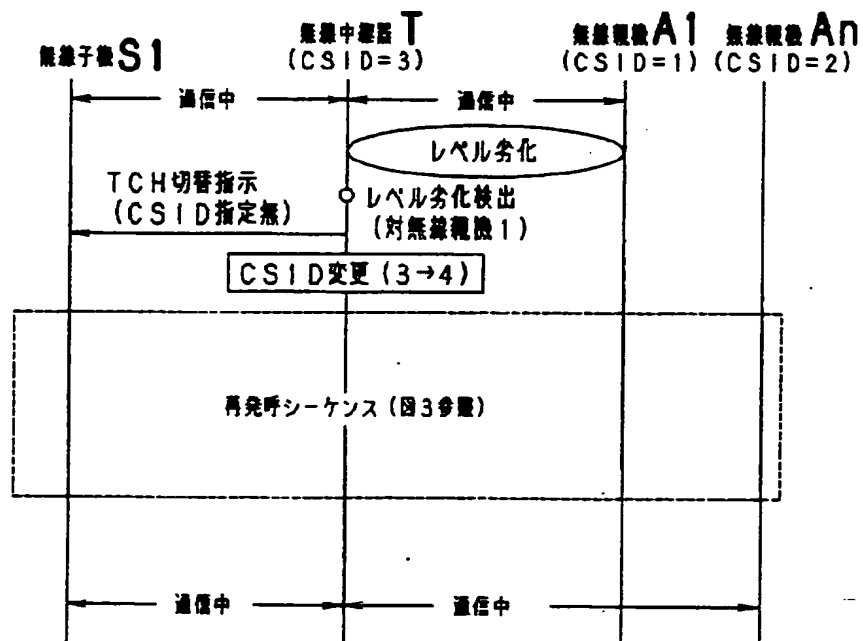 無線子機S1
無線中継器T
(CSID=3)
無線親機A1
(CSID=1)
無線親機An
(CSID=2)
通信中
通信中
レベル劣化
TCH切替指示
(CSID指定無)
レベル劣化検出
(対無線親機1)
CSID変更(3→4)
再発呼シーケンス(図3参照)
通信中
通信中